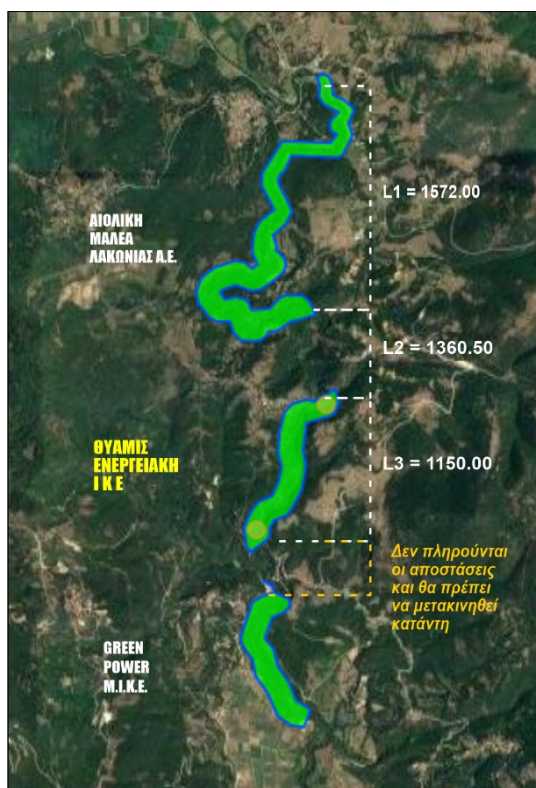 L1 = 1572.00
ΑΙΟΛΙΚΗ
ΜΑΛΕΑ
ΛΑΚΩΝΙΑΣ Α.Ε.
L2 = 1360.50
ΘΥΑΜΙΣ
ΕΝΕΡΓΕΙΑΚΗ
Ι Κ Ε
L3 = 1150.00
Δεν πληρούνται
οι αποστάσεις
και θα πρέπει
να μετακινηθεί
κατάντη
GREEN
POWER
Μ.Ι.Κ.Ε.